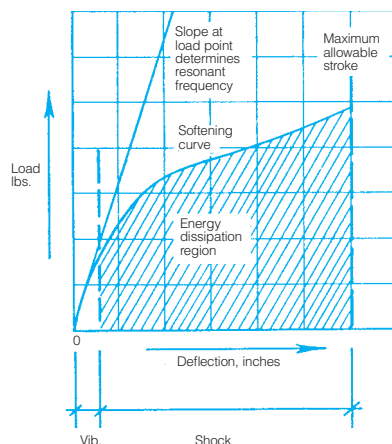 Slope at
load point
determines
resonant
frequency
Maximum
allowable
stroke
Softening
curve
Load
lbs.
Energy
dissipation
region
0
Deflection, inches
Vib.
Shock